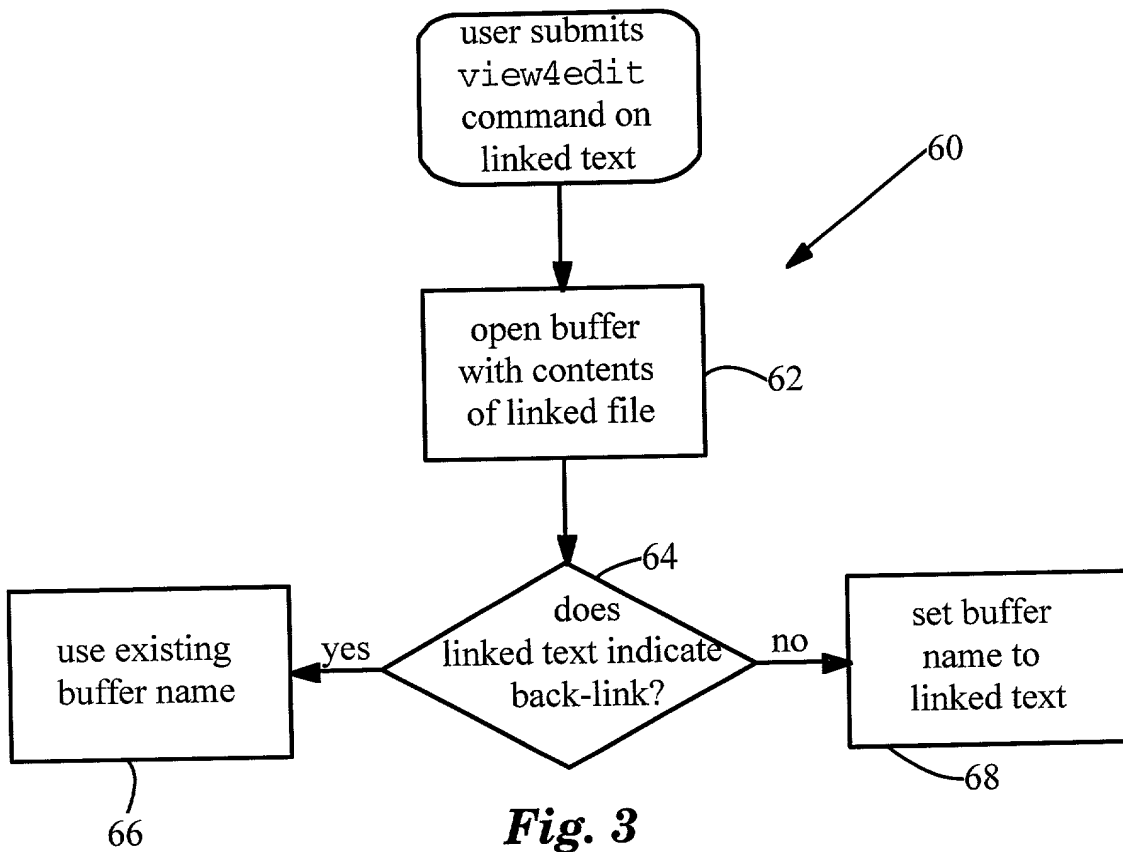 user submits
view4edit
command on
linked text
60
open buffer
with contents
of linked file
62
64
does
linked text indicate
back-link?
yes
no
use existing
buffer name
66
set buffer
name to
linked text
68
Fig. 3